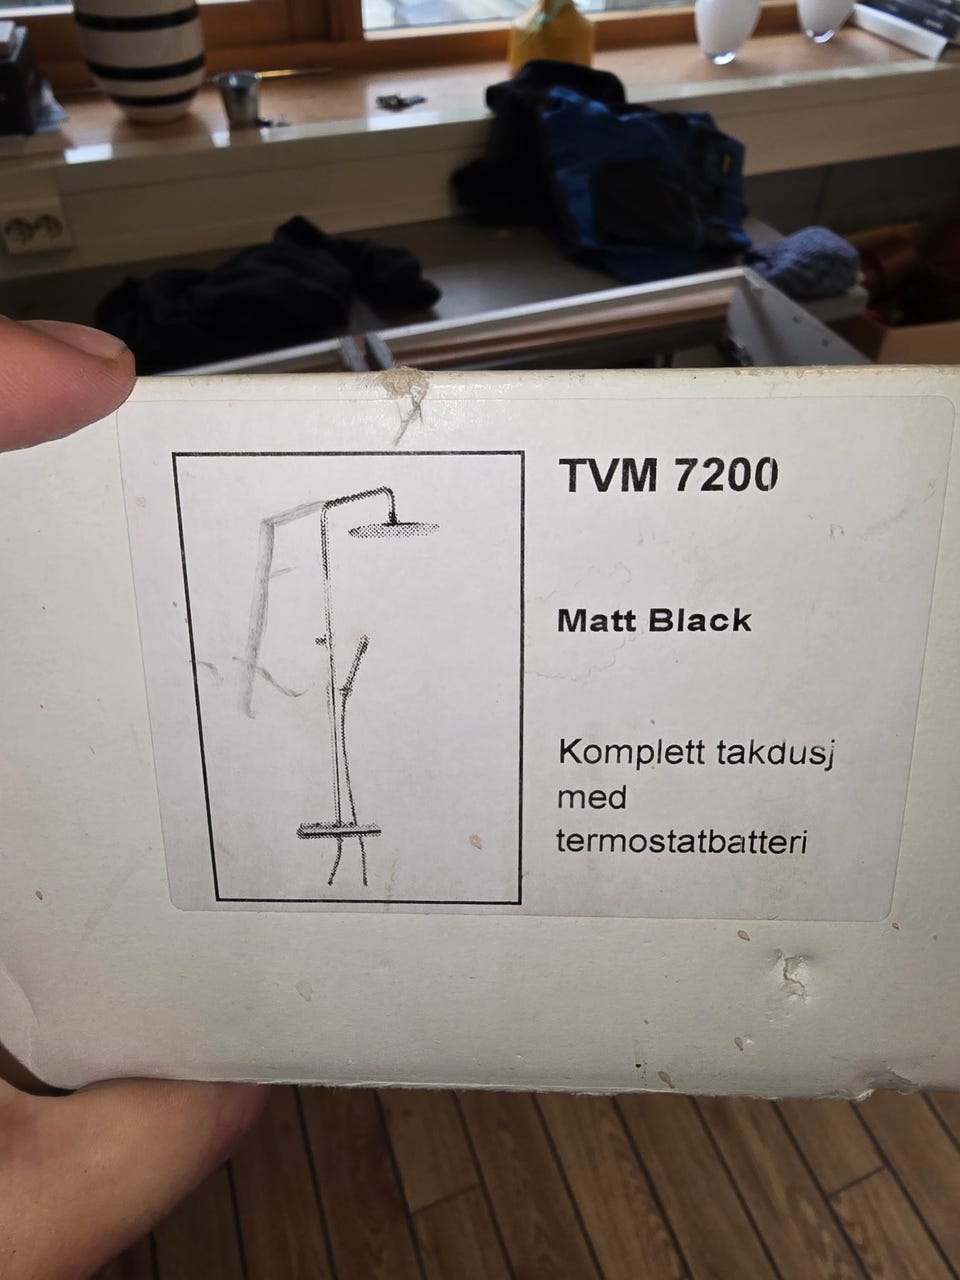 TVM 7200
Matt Black
Komplett takdusj
med
termostatbatteri